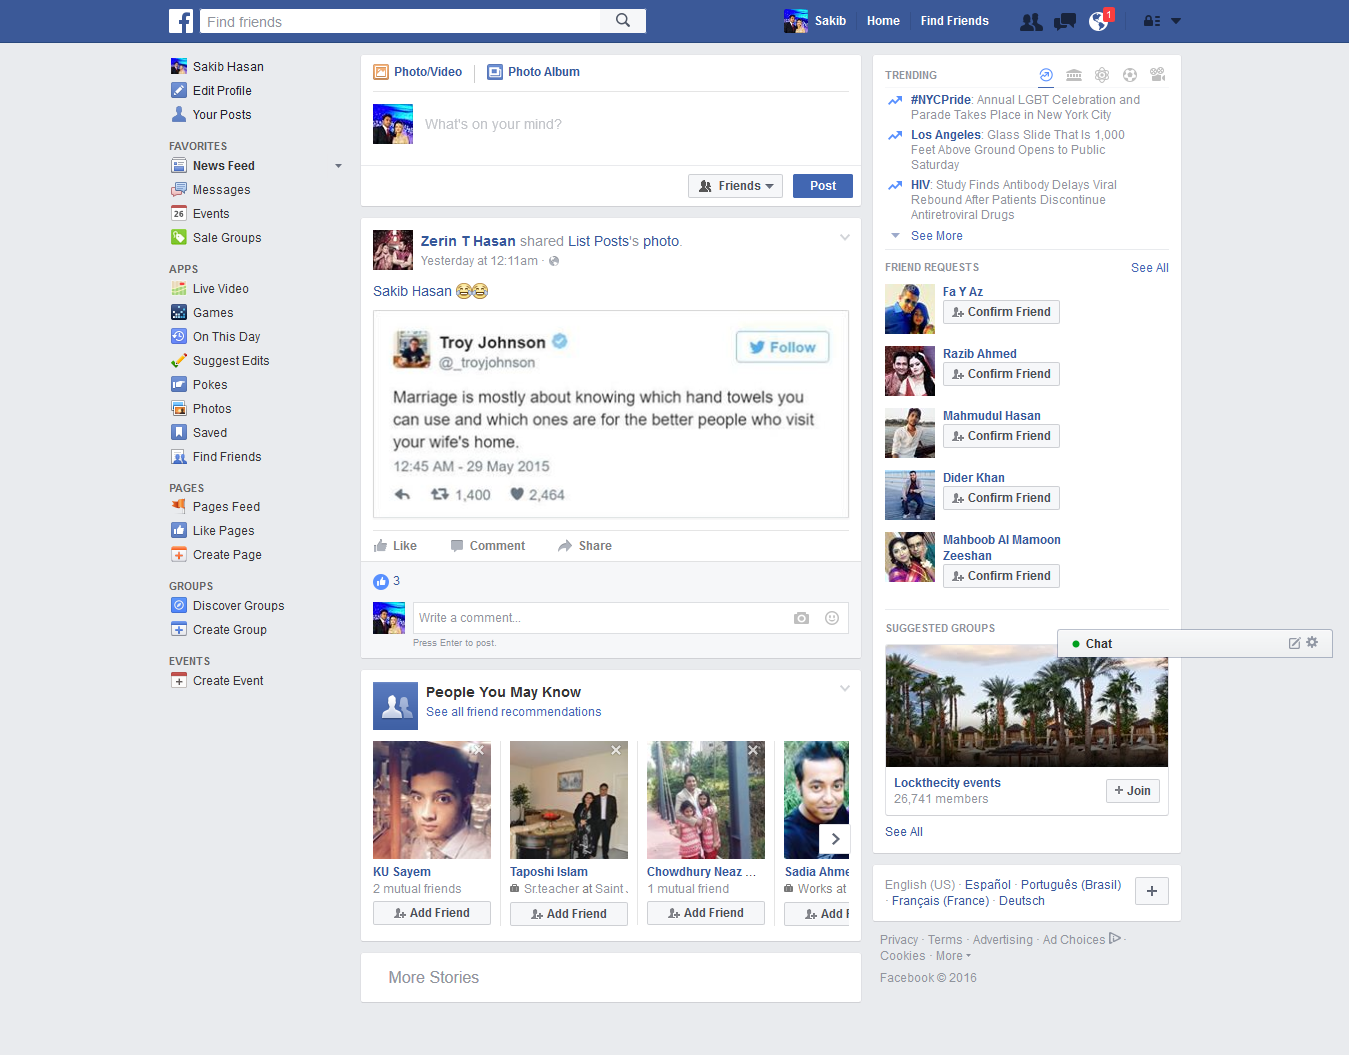 Find friends
Sakib
Home
Find Friends
1
Sakib Hasan
Edit Profile
Your Posts
FAVORITES
News Feed
Messages
26
Events
Sale Groups
APPS
Live Video
Games
On This Day
Suggest Edits
Pokes
Photos
Saved
Find Friends
PAGES
Pages Feed
Like Pages
Create Page
GROUPS
Discover Groups
Create Group
EVENTS
Create Event
Photo/Video
Photo Album
What's on your mind?
Friends
Post
Zerin T Hasan shared List Posts's photo.
Yesterday at 12:11am ·
Sakib Hasan 😂😂
Troy Johnson
@_troyjohnson
Follow
Marriage is mostly about knowing which hand towels you
can use and which ones are for the better people who visit
your wife's home.
12:45 AM - 29 May 2015
1,400
2,464
Like
Comment
Share
3
Write a comment...
Press Enter to post.
People You May Know
See all friend recommendations
KU Sayem
2 mutual friends
Add Friend
Taposhi Islam
Sr.teacher at Saint
Add Friend
Chowdhury Neaz ...
1 mutual friend
Add Friend
Sadia Ahme
Works at
Add F
More Stories
TRENDING
#NYCPride: Annual LGBT Celebration and
Parade Takes Place in New York City
Los Angeles: Glass Slide That Is 1,000
Feet Above Ground Opens to Public
Saturday
HIV: Study Finds Antibody Delays Viral
Rebound After Patients Discontinue
Antiretroviral Drugs
See More
FRIEND REQUESTS
See All
Fa Y Az
Confirm Friend
Razib Ahmed
Confirm Friend
Mahmudul Hasan
Confirm Friend
Dider Khan
Confirm Friend
Mahboob Al Mamoon
Zeeshan
Confirm Friend
SUGGESTED GROUPS
Chat
Lockthecity events
26,741 members
+ Join
See All
English (US) · Español · Português (Brasil)
· Français (France) · Deutsch
+
Privacy · Terms · Advertising · Ad Choices ·
Cookies · More
Facebook © 2016